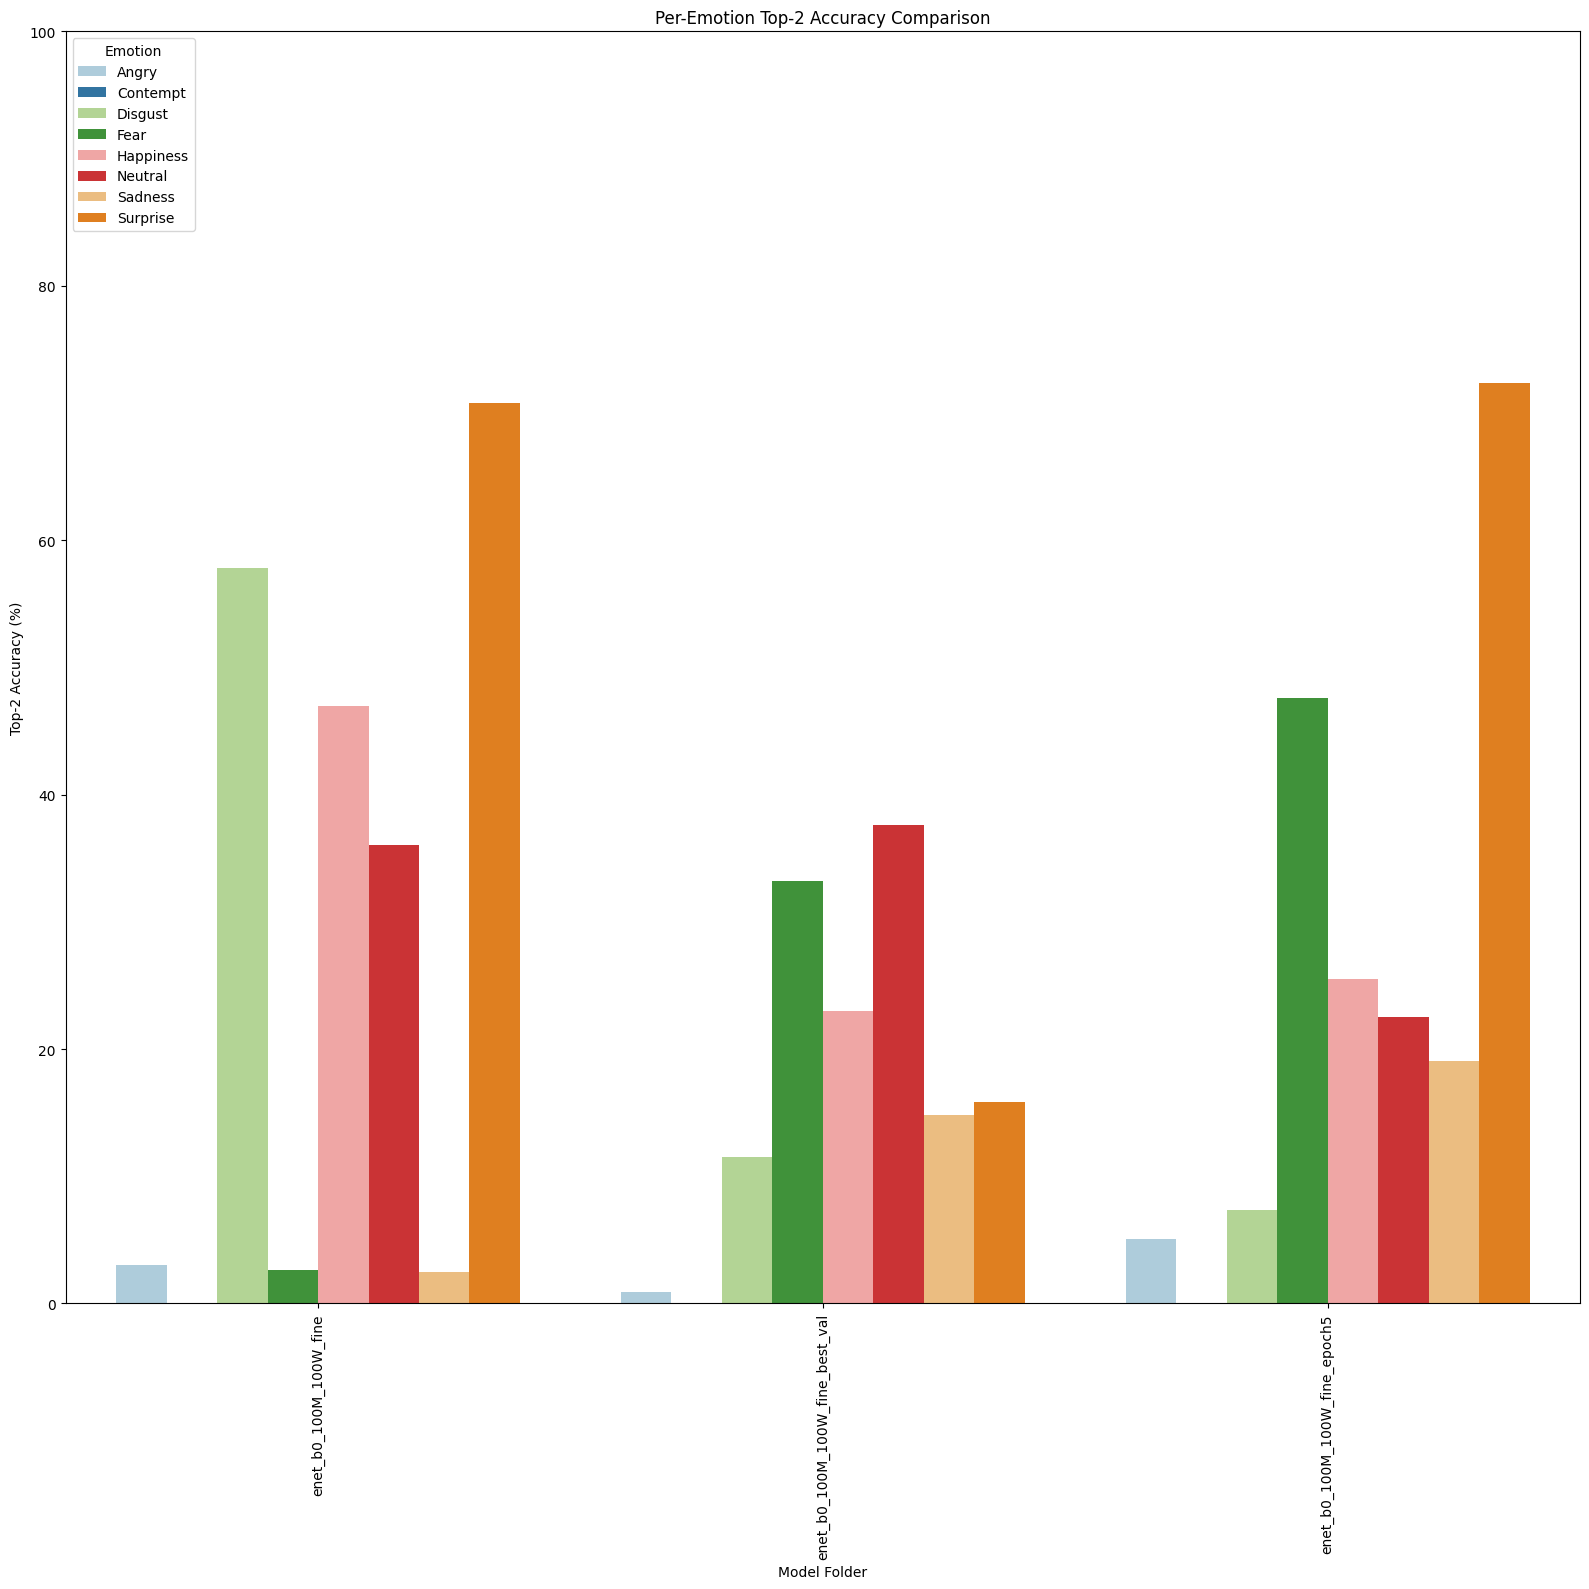 Per-Emotion Top-2 Accuracy Comparison
Emotion
Angry
Contempt
Disgust
Fear
Happiness
Neutral
Sadness
Surprise
100
80
60
40
20
0
Top-2 Accuracy (%)
enet_b0_100M_100W_fine
enet_b0_100M_100W_fine_best_val
enet_b0_100M_100W_fine_epoch5
Model Folder